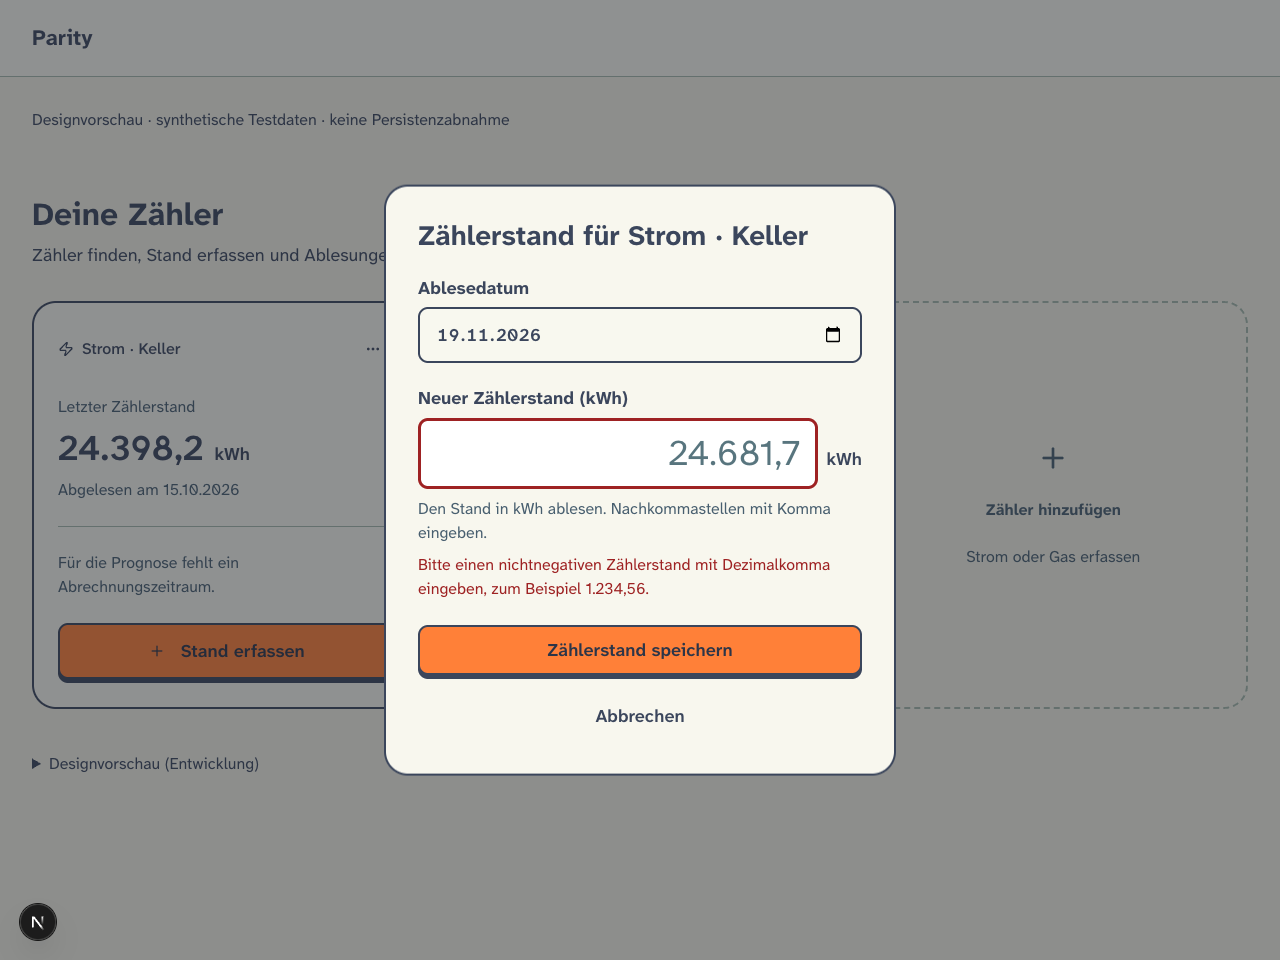 Parity
Designvorschau · synthetische Testdaten · keine Persistenzabnahme
Deine Zähler
Zähler finden, Stand erfassen und Ablesunge
Strom · Keller
···
Letzter Zählerstand
24.398,2 kWh
Abgelesen am 15.10.2026
Für die Prognose fehlt ein
Abrechnungszeitraum.
+ Stand erfassen
Zählerstand für Strom · Keller
Ablesedatum
19.11.2026
Neuer Zählerstand (kWh)
24.681,7 kWh
Den Stand in kWh ablesen. Nachkommastellen mit Komma
eingeben.
Bitte einen nichtnegativen Zählerstand mit Dezimalkomma
eingeben, zum Beispiel 1.234,56.
Zählerstand speichern
Abbrechen
+
Zähler hinzufügen
Strom oder Gas erfassen
Designvorschau (Entwicklung)
N